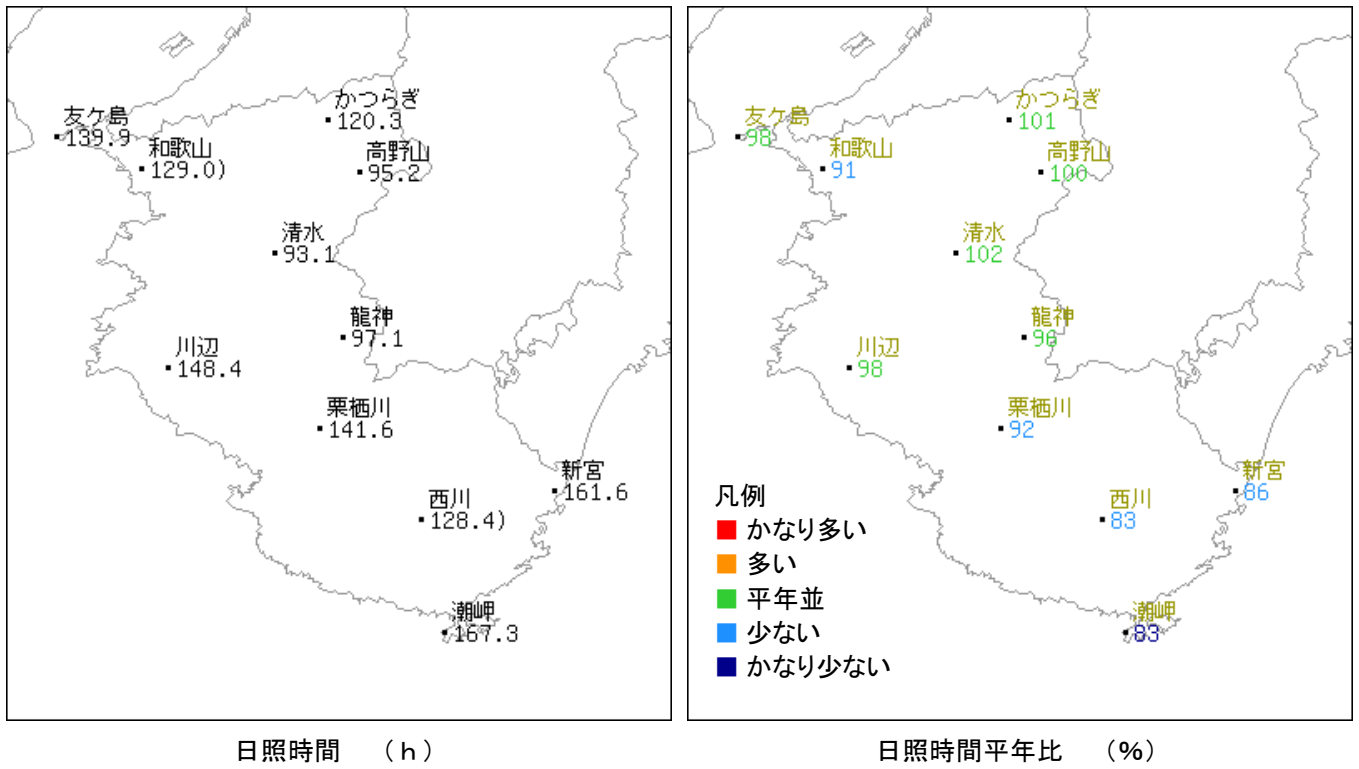 かつらぎ
120.3
友ケ島
139.9
和歌山
129.0)
高野山
95.2
清水
93.1
龍神
97.1
川辺
148.4
栗栖川
141.6
新宮
161.6
西川
128.4)
潮岬
167.3
日照時間 (h)
かつらぎ
101
友ケ島
98
和歌山
91
高野山
100
清水
102
龍神
96
川辺
98
栗栖川
92
新宮
86
西川
83
潮岬
83
凡例
かなり多い
多い
平年並
少ない
かなり少ない
日照時間平年比 (%)